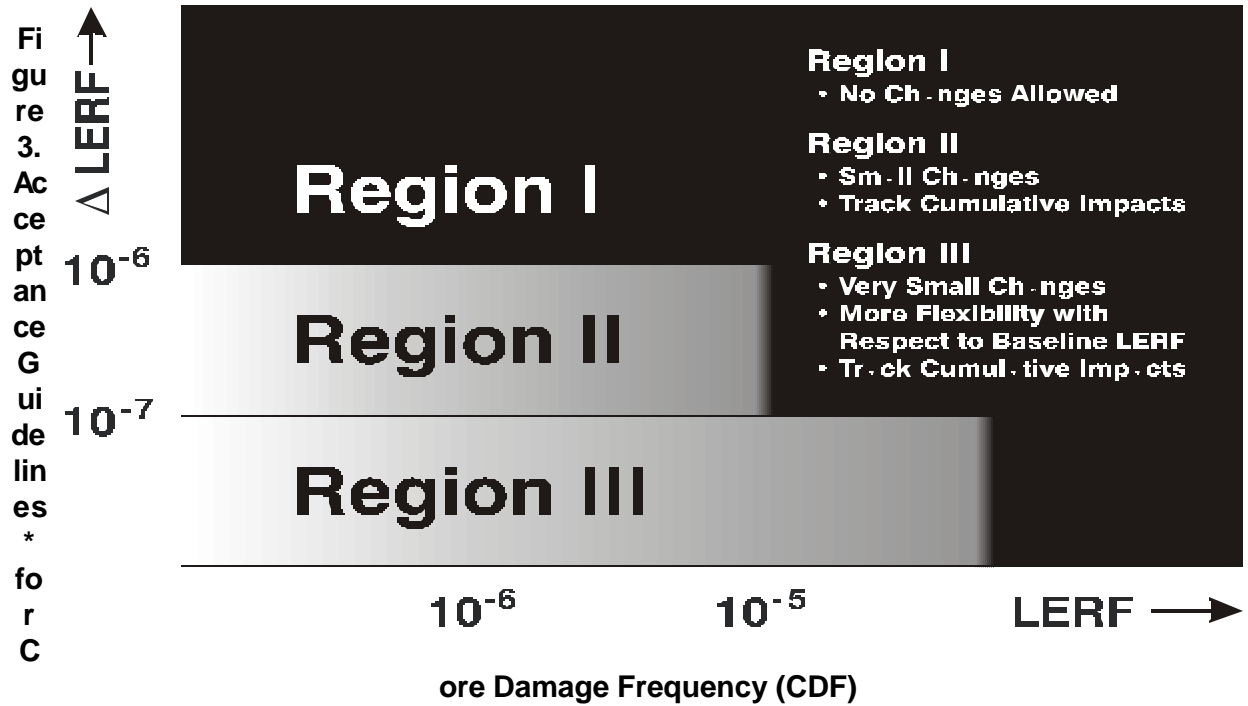 Fi
gu
re
3.
Ac
ce
pt
an
ce
G
ui
de
lin
es
*
fo
r
C
ore Damage Frequency (CDF)
Δ LERF
10⁻⁶
10⁻⁷
Region I
Region II
Region III
Region I
• No Ch-nges Allowed
Region II
• Sm-ll Ch-nges
• Track Cumulative Impacts
Region III
• Very Small Ch-nges
• More Flexibility with
Respect to Baseline LERF
• Tr-ck Cumul-tive Imp-cts
10⁻⁶
10⁻⁵
LERF